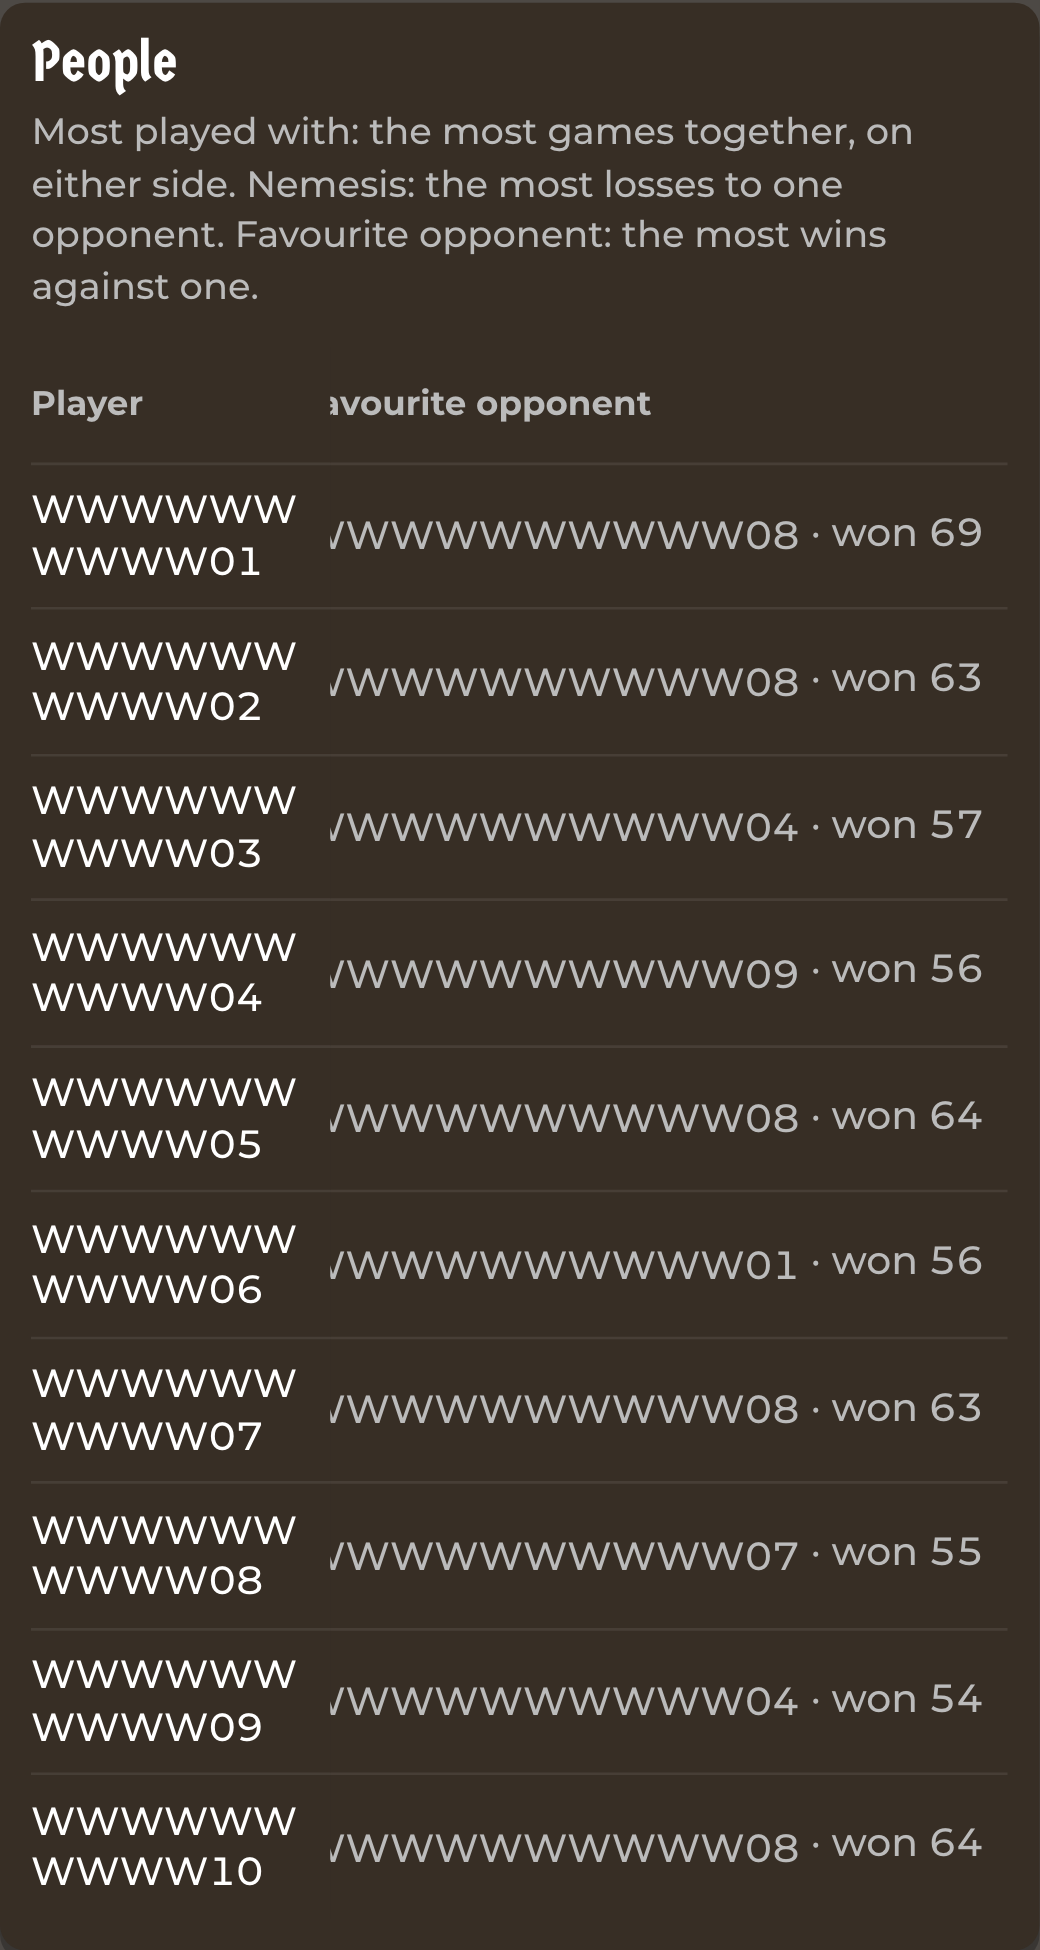 People
Most played with: the most games together, on
either side. Nemesis: the most losses to one
opponent. Favourite opponent: the most wins
against one.
Player avourite opponent
WWWWWW
WWWW01
WWWWWWWWWW08 · won 69
WWWWWW
WWWW02
WWWWWWWWWW08 · won 63
WWWWWW
WWWW03
WWWWWWWWWW04 · won 57
WWWWWW
WWWW04
WWWWWWWWWW09 · won 56
WWWWWW
WWWW05
WWWWWWWWWW08 · won 64
WWWWWW
WWWW06
WWWWWWWWWW01 · won 56
WWWWWW
WWWW07
WWWWWWWWWW08 · won 63
WWWWWW
WWWW08
WWWWWWWWWW07 · won 55
WWWWWW
WWWW09
WWWWWWWWWW04 · won 54
WWWWWW
WWWW10
WWWWWWWWWW08 · won 64